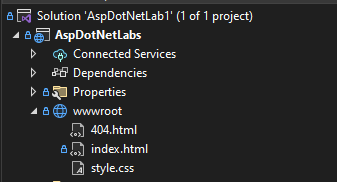 Solution 'AspDotNetLab1' (1 of 1 project)
AspDotNetLabs
Connected Services
Dependencies
Properties
wwwroot
404.html
index.html
style.css